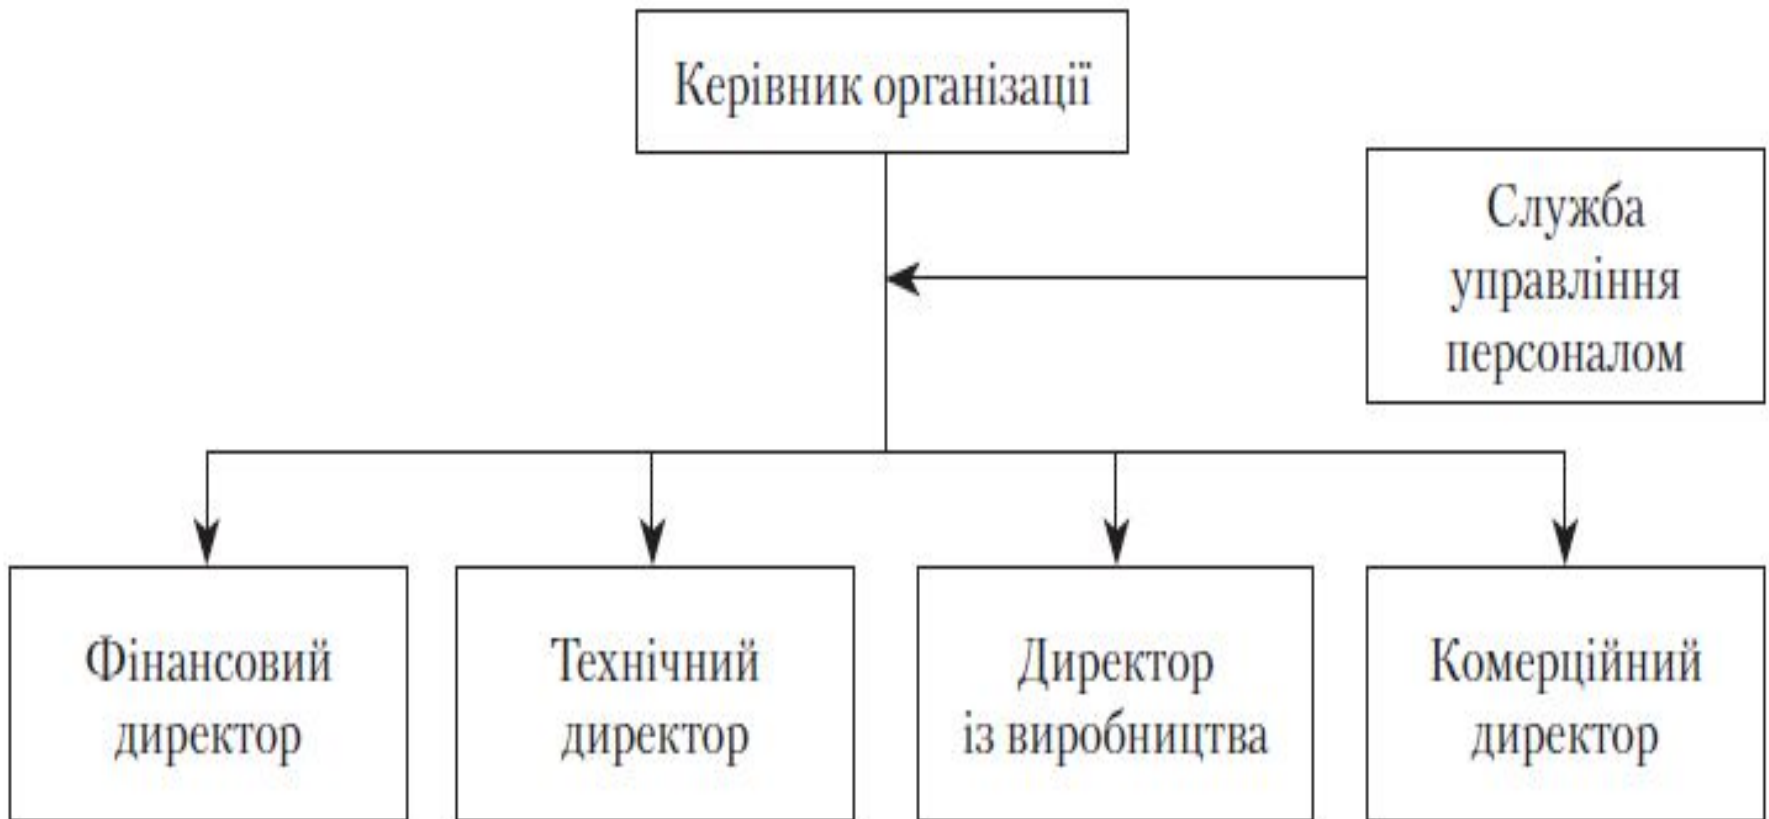 Керівник організації
Служба
управління
персоналом
Фінансовий
директор
Технічний
директор
Директор
із виробництва
Комерційний
директор